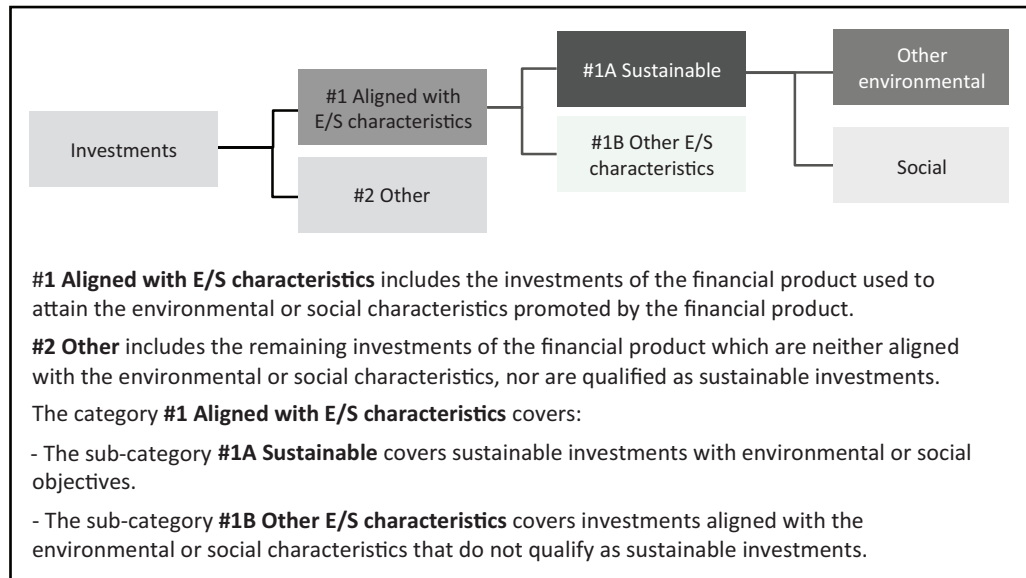 Investments
#1 Aligned with
E/S characteristics
#2 Other
#1A Sustainable
#1B Other E/S
characteristics
Other
environmental
Social
#1 Aligned with E/S characteristics includes the investments of the financial product used to
attain the environmental or social characteristics promoted by the financial product.
#2 Other includes the remaining investments of the financial product which are neither aligned
with the environmental or social characteristics, nor are qualified as sustainable investments.
The category #1 Aligned with E/S characteristics covers:
- The sub-category #1A Sustainable covers sustainable investments with environmental or social
objectives.
- The sub-category #1B Other E/S characteristics covers investments aligned with the
environmental or social characteristics that do not qualify as sustainable investments.